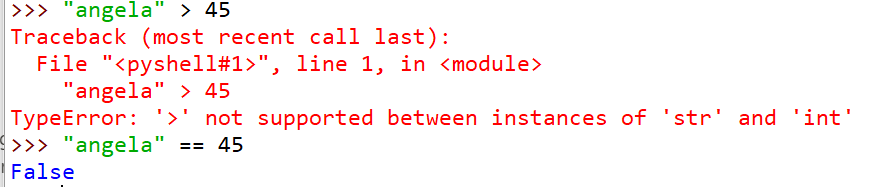 >>> "angela" > 45
Traceback (most recent call last):
  File "<pyshell#1>", line 1, in <module>
    "angela" > 45
TypeError: '>' not supported between instances of 'str' and 'int'
>>> "angela" == 45
False